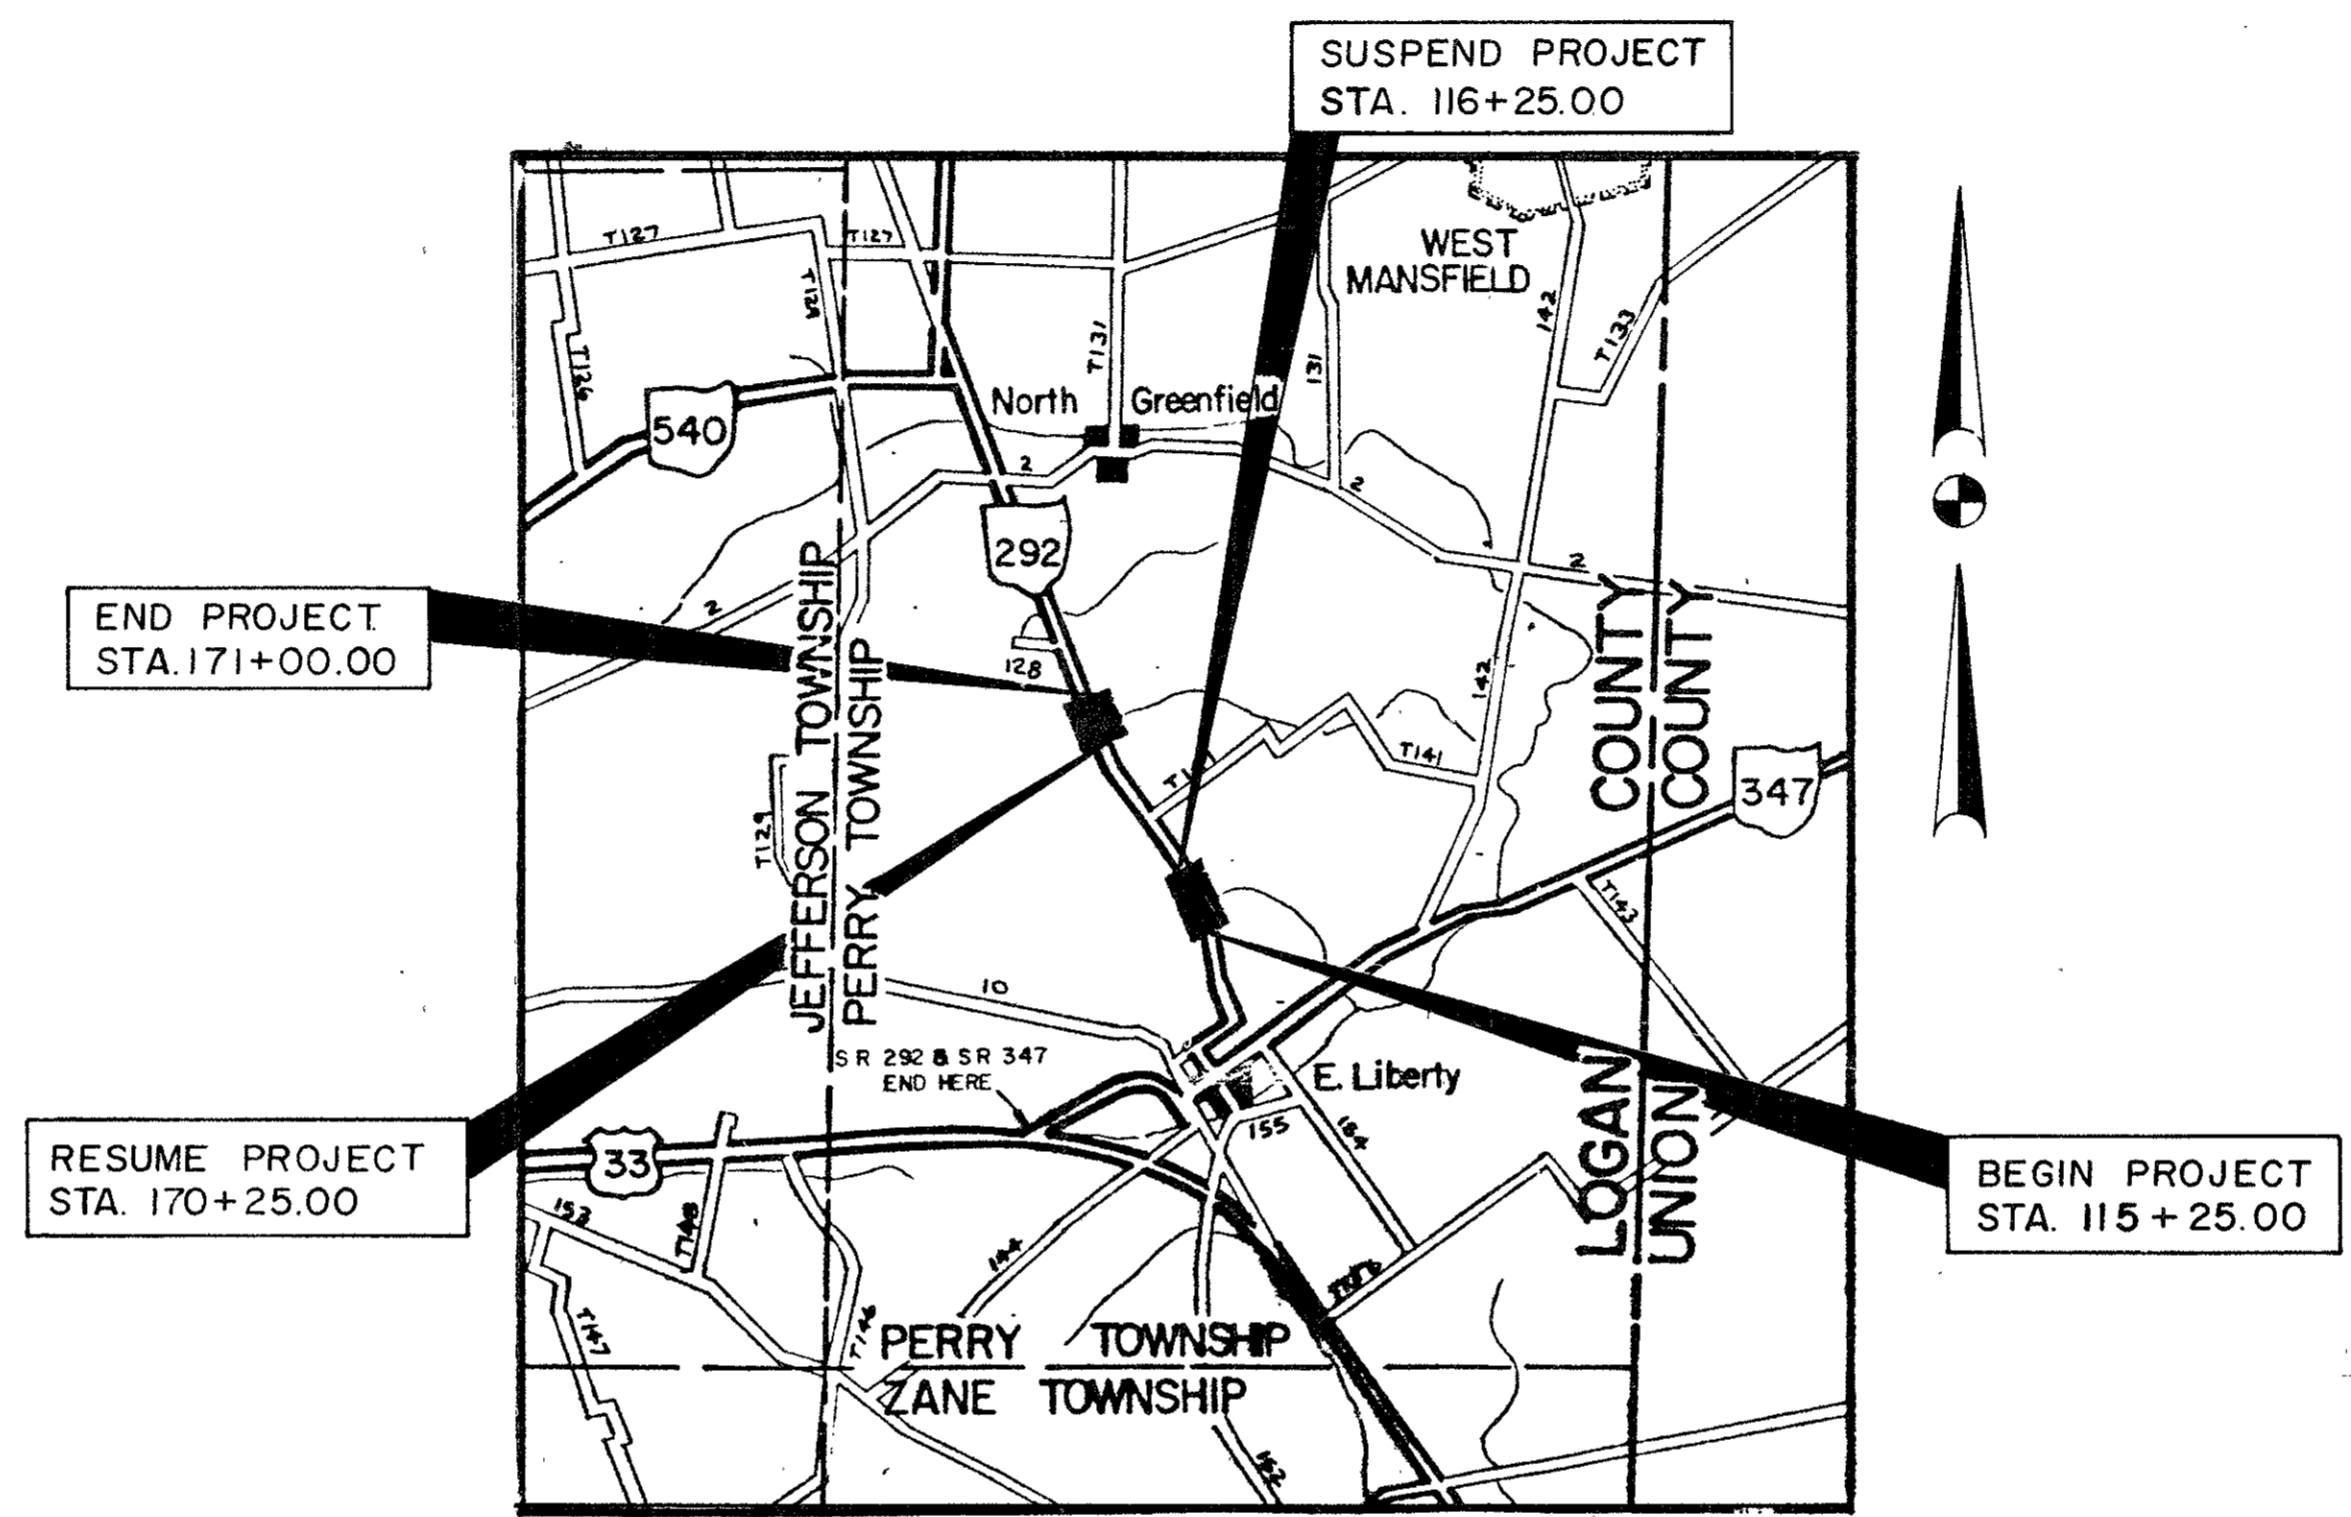 SUSPEND PROJECT
STA. 116+25.00
T127
T127
WEST
MANSFIELD
142
T133
T131
131
T126
540
North Greenfield
2
2
292
2
END PROJECT
STA. 171+00.00
2
128
142
COUNTY
COUNTY
JEFFERSON TOWNSHIP
PERRY TOWNSHIP
T141
347
T129
T143
10
SR 292 & SR 347
END HERE
E. Liberty
155
184
LOGAN
UNION
RESUME PROJECT
STA. 170+25.00
33
BEGIN PROJECT
STA. 115+25.00
153
T148
144
T147
T146
PERRY TOWNSHIP
ZANE TOWNSHIP
162